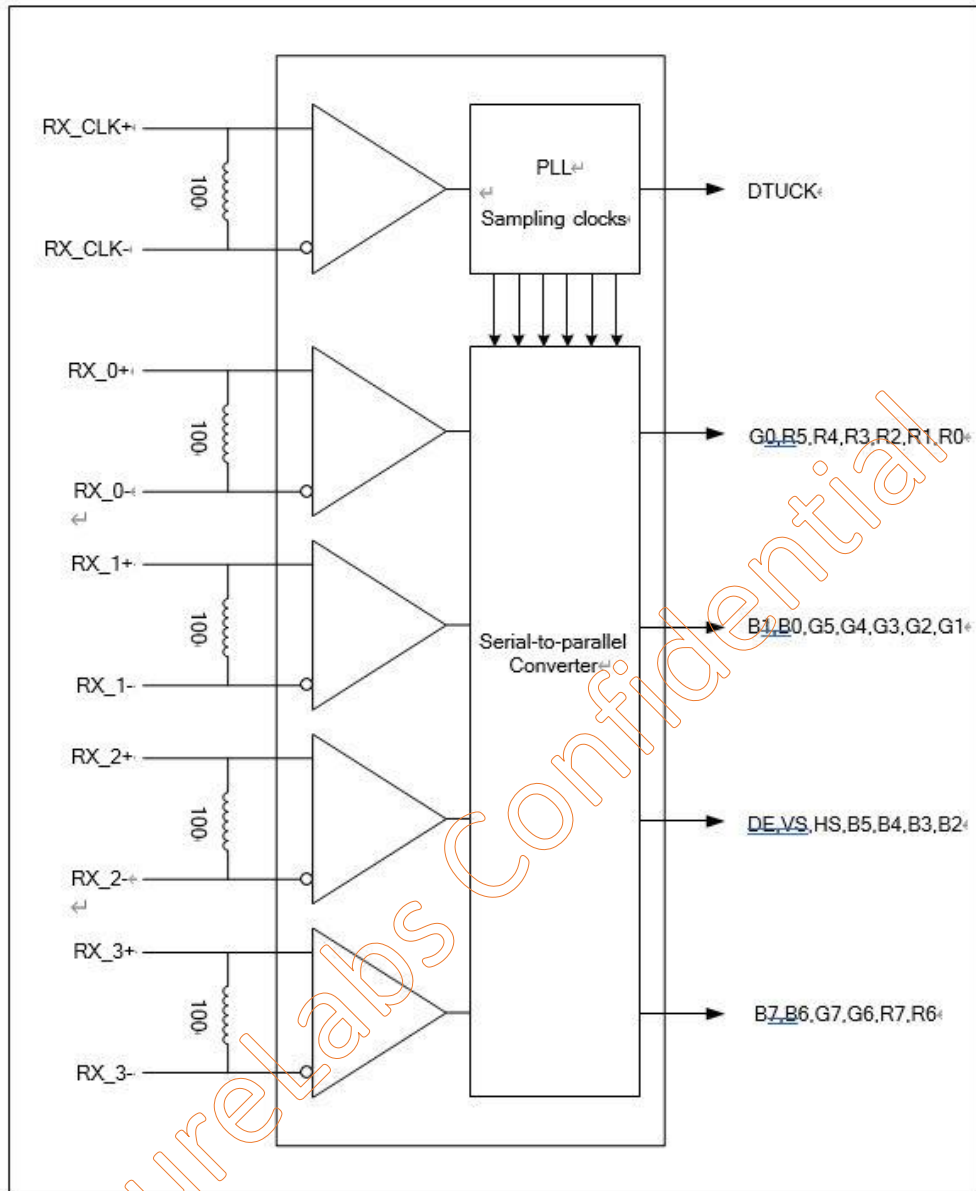 RX_CLK+
100
RX_CLK-
PLL
Sampling clocks
DTUCK
RX_0+
100
RX_0-
G0,R5,R4,R3,R2,R1,R0
RX_1+
100
RX_1-
Serial-to-parallel
Converter
B1,B0,G5,G4,G3,G2,G1
RX_2+
100
RX_2-
DE,VS,HS,B5,B4,B3,B2
RX_3+
100
RX_3-
B7,B6,G7,G6,R7,R6
ureLabs Confidential